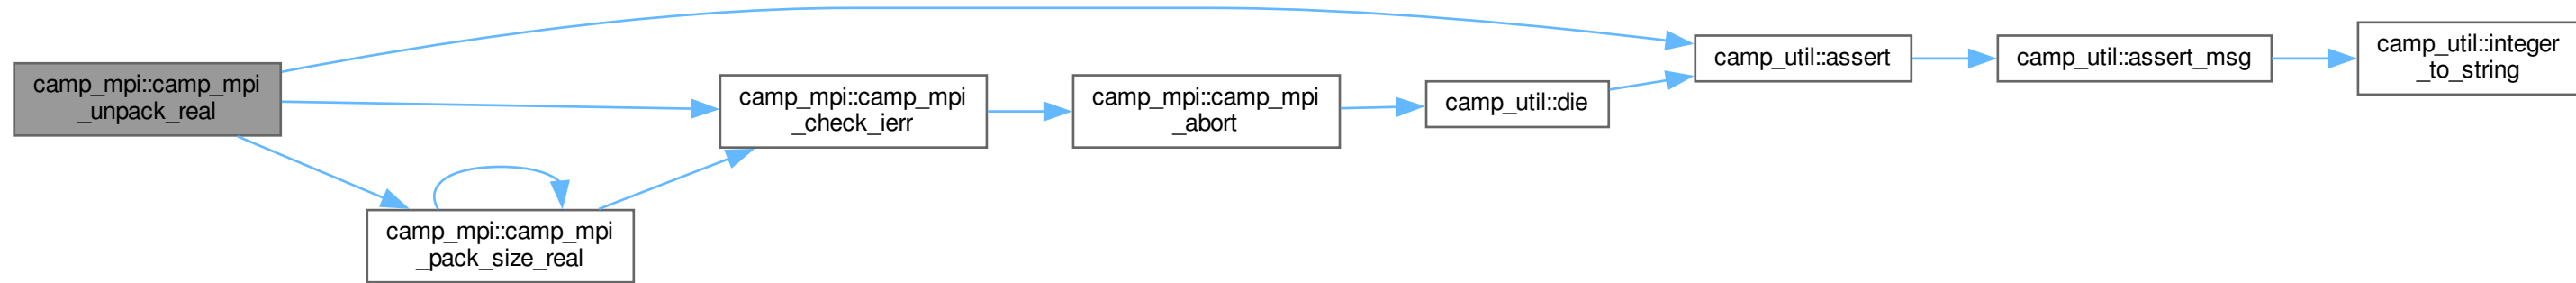 camp_mpi::camp_mpi
_unpack_real
camp_mpi::camp_mpi
_check_ierr
camp_mpi::camp_mpi
_pack_size_real
camp_mpi::camp_mpi
_abort
camp_util::die
camp_util::assert
camp_util::assert_msg
camp_util::integer
_to_string